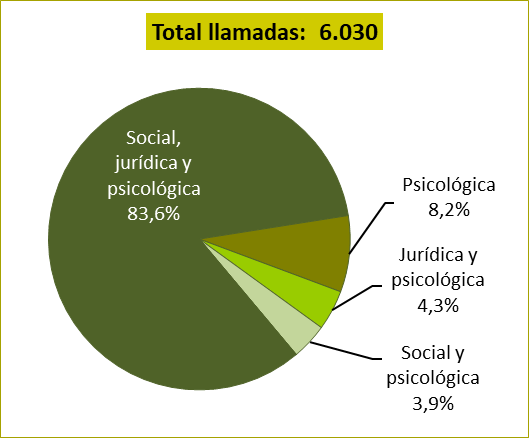 Total llamadas:  6.030
Social,
jurídica y
psicológica
83,6%
Psicológica
8,2%
Jurídica y
psicológica
4,3%
Social y
psicológica
3,9%